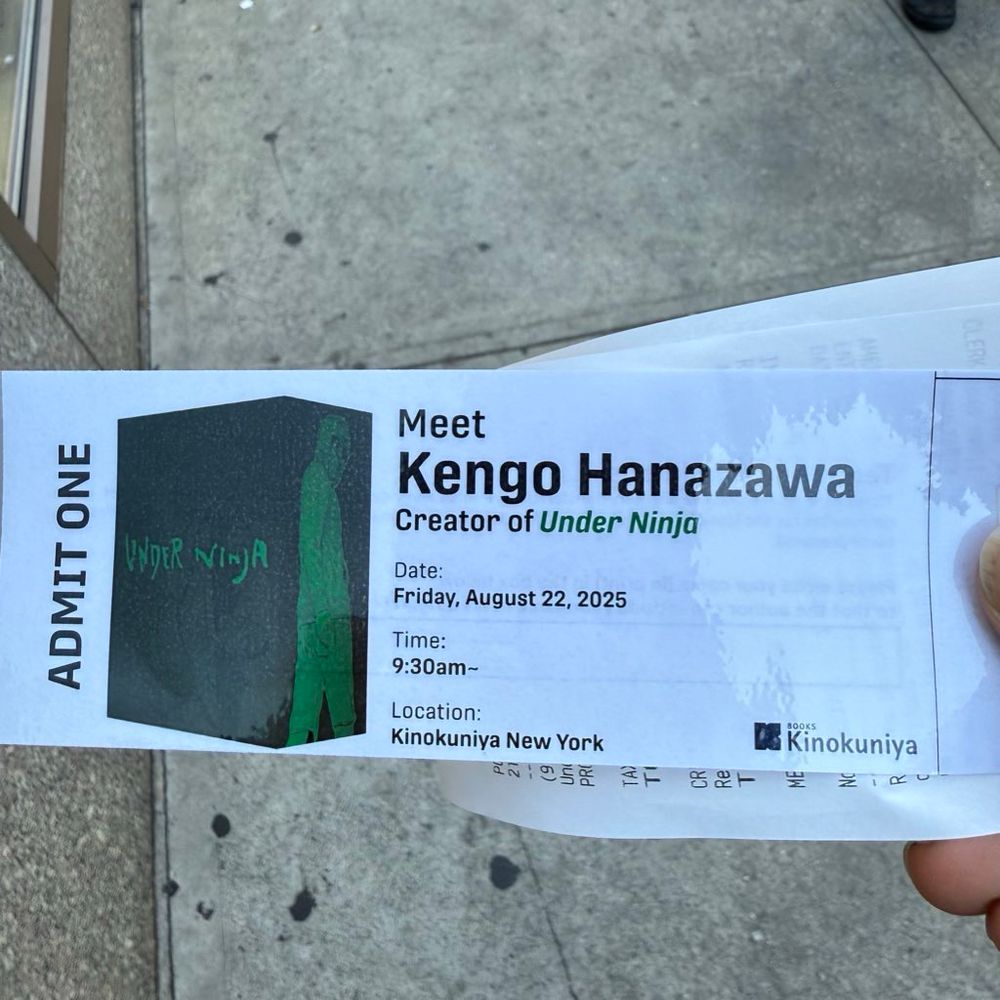 ADMIT ONE
UNDER NINJA
Meet
Kengo Hanazawa
Creator of Under Ninja
Date:
Friday, August 22, 2025
Time:
9:30am~
Location:
Kinokuniya New York
BOOKS
Kinokuniya
CLERK